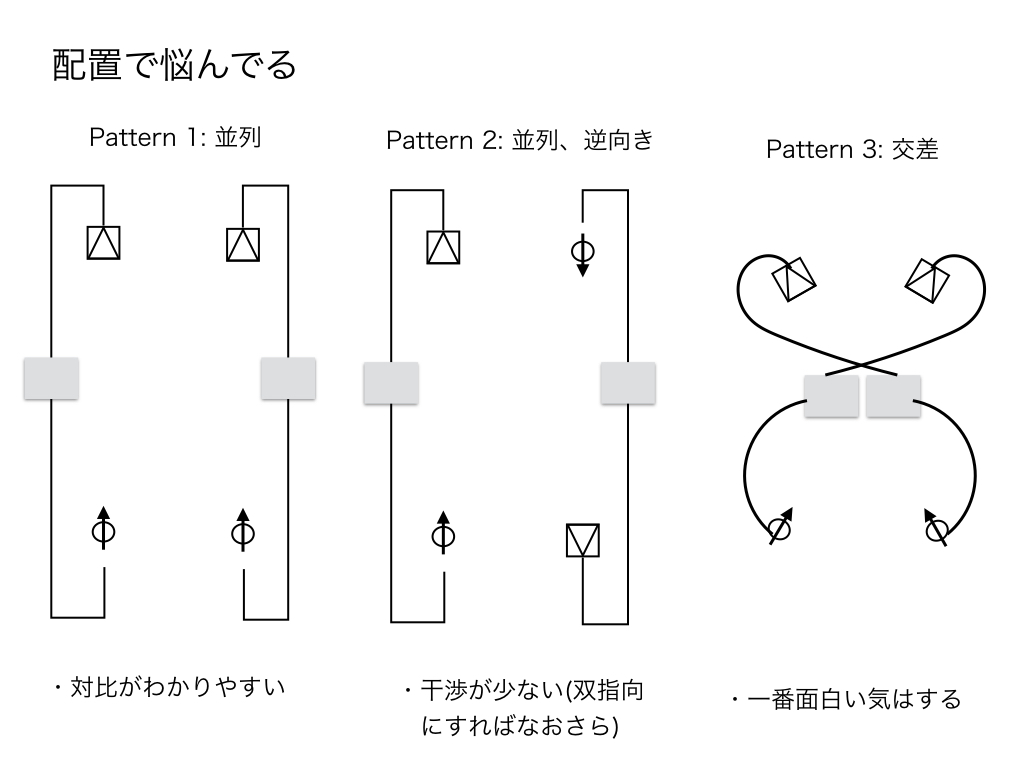 配置で悩んでる
Pattern 1: 並列
Pattern 2: 並列、逆向き
Pattern 3: 交差
・対比がわかりやすい
・干渉が少ない(双指向
にすればなおさら)
・一番面白い気はする